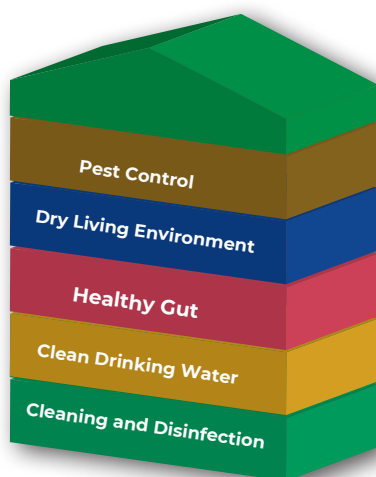 Pest Control
Dry Living Environment
Healthy Gut
Clean Drinking Water
Cleaning and Disinfection